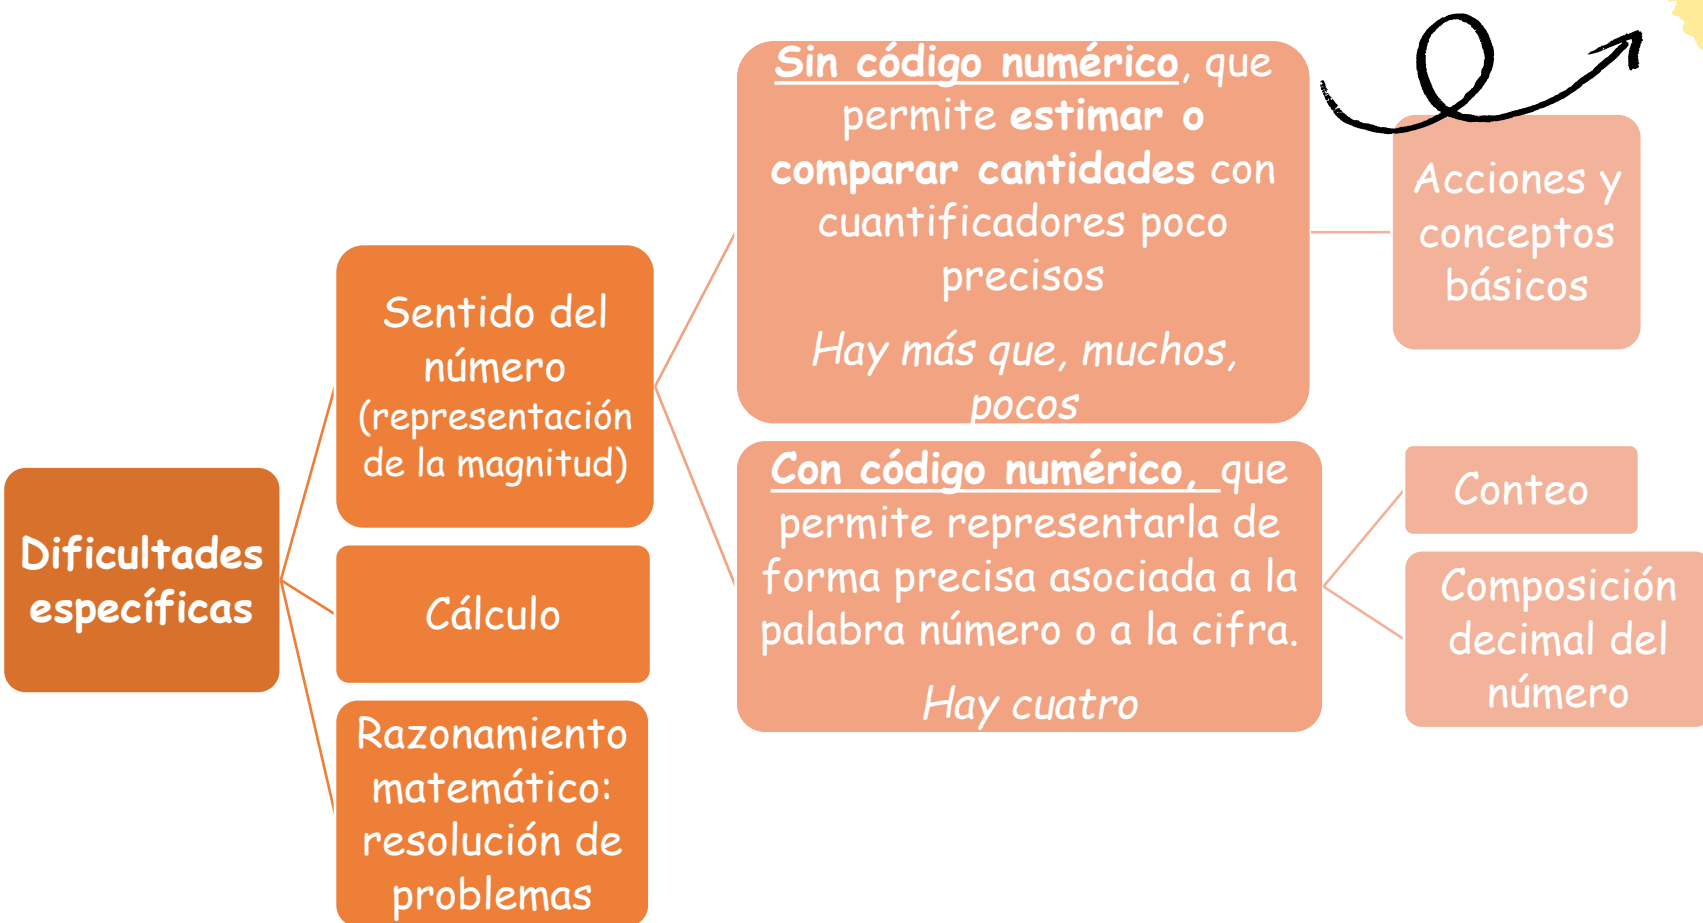 Dificultades
específicas
Sentido del
número
(representación
de la magnitud)
Cálculo
Razonamiento
matemático:
resolución de
problemas
Sin código numérico, que
permite estimar o
comparar cantidades con
cuantificadores poco
precisos
Hay más que, muchos,
pocos
Con código numérico, que
permite representarla de
forma precisa asociada a la
palabra número o a la cifra.
Hay cuatro
Acciones y
conceptos
básicos
Conteo
Composición
decimal del
número